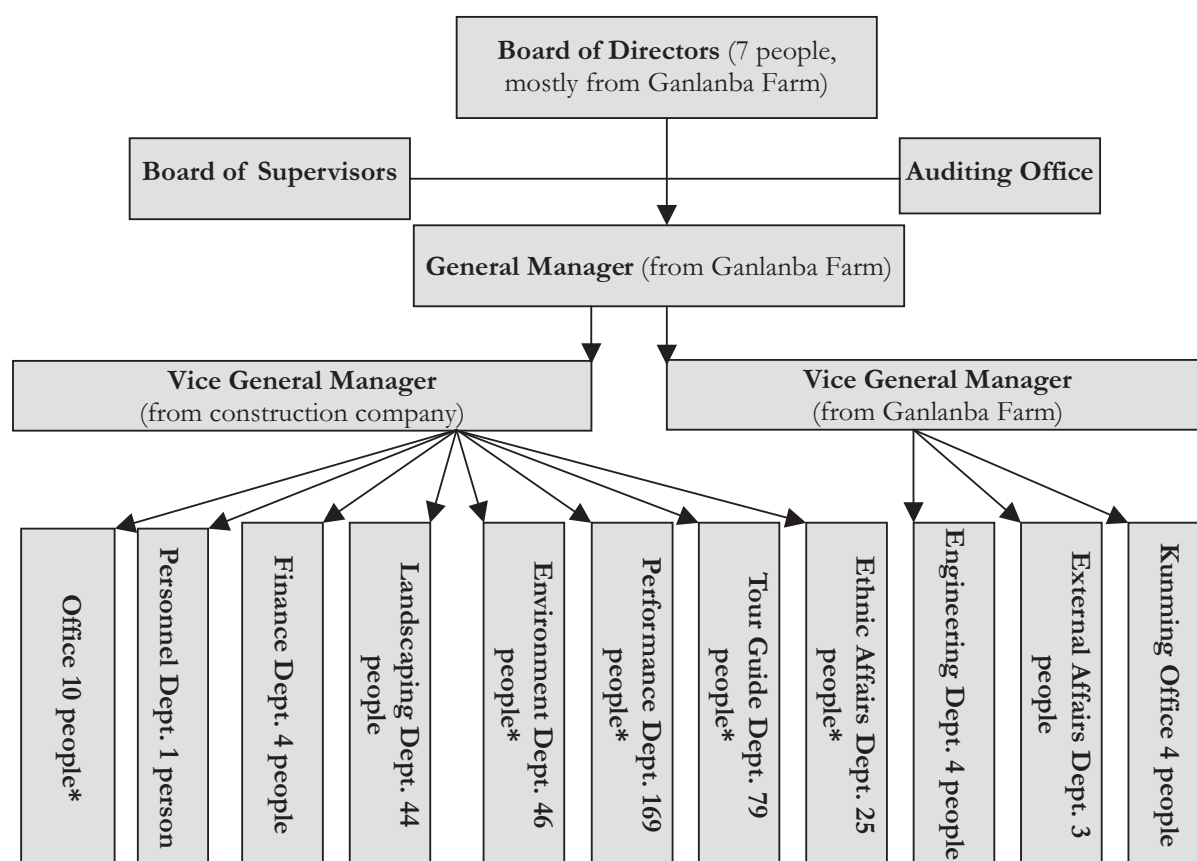 Board of Directors (7 people,
mostly from Ganlanba Farm)
Board of Supervisors
Auditing Office
General Manager (from Ganlanba Farm)
Vice General Manager
(from construction company)
Vice General Manager
(from Ganlanba Farm)
Office 10 people*
Personnel Dept. 1 person
Finance Dept. 4 people
Landscaping Dept. 44
people
Environment Dept. 46
people*
Performance Dept. 169
people*
Tour Guide Dept. 79
people*
Ethnic Affairs Dept. 25
people*
Engineering Dept. 4 people
External Affairs Dept. 3
people
Kunming Office 4 people